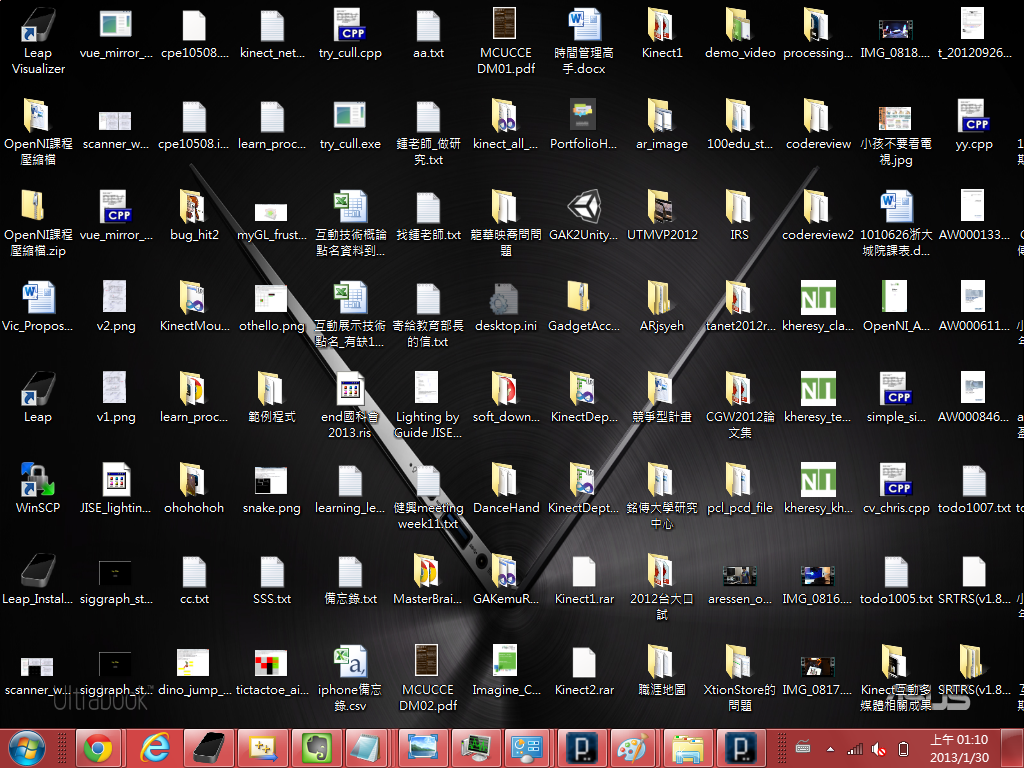 Leap
Visualizer
vue_mirror_...
cpe10508....
kinect_net...
try_cull.cpp
aa.txt
MCUCCE
DM01.pdf
時間管理高
手.docx
Kinect1
demo_video
processing...
IMG_0818....
t_20120926...
OpenNI課程
壓縮檔
scanner_w...
cpe10508.i...
learn_proc...
try_cull.exe
鍾老師_做研
究.txt
kinect_all_...
PortfolioH...
ar_image
100edu_st...
codereview
小孩不要看電
視.jpg
yy.cpp
OpenNI課程
壓縮檔.zip
vue_mirror_...
bug_hit2
myGL_frust...
互動技術概論
點名資料到...
找鍾老師.txt
龍華映喬問問
題
GAK2Unity...
UTMVP2012
IRS
codereview2
1010626浙大
城院課表.d...
AW000133...
Vic_Propos...
v2.png
KinectMou...
othello.png
互動展示技術
點名_有缺1...
寄給教育部長
的信.txt
desktop.ini
GadgetAcc...
ARjsyeh
tanet2012r...
kheresy_cla...
OpenNI_A...
AW000611...
Leap
v1.png
learn_proc...
範例程式
end國科會
2013.ris
Lighting by
Guide JISE...
soft_down...
KinectDep...
競爭型計畫
CGW2012論
文集
kheresy_te...
simple_si...
AW000846...
WinSCP
JISE_lightin...
ohohohoh
snake.png
learning_le...
健興meeting
week11.txt
DanceHand
KinectDept...
銘傳大學研究
中心
pcl_pcd_file
kheresy_kh...
cv_chris.cpp
todo1007.txt
Leap_Instal...
siggraph_st...
cc.txt
SSS.txt
備忘錄.txt
MasterBrai...
GAKemuR...
Kinect1.rar
2012台大口
試
aressen_o...
IMG_0816....
todo1005.txt
SRTRS(v1.8...
scanner_w...
siggraph_st...
dino_jump_...
tictactoe_ai...
iphone備忘
錄.csv
MCUCCE
DM02.pdf
Imagine_C...
Kinect2.rar
職涯地圖
XtionStore的
問題
IMG_0817....
Kinect互動多
媒體相關成果
SRTRS(v1.8...
Ultrabook
ASUS
上午 01:10
2013/1/30